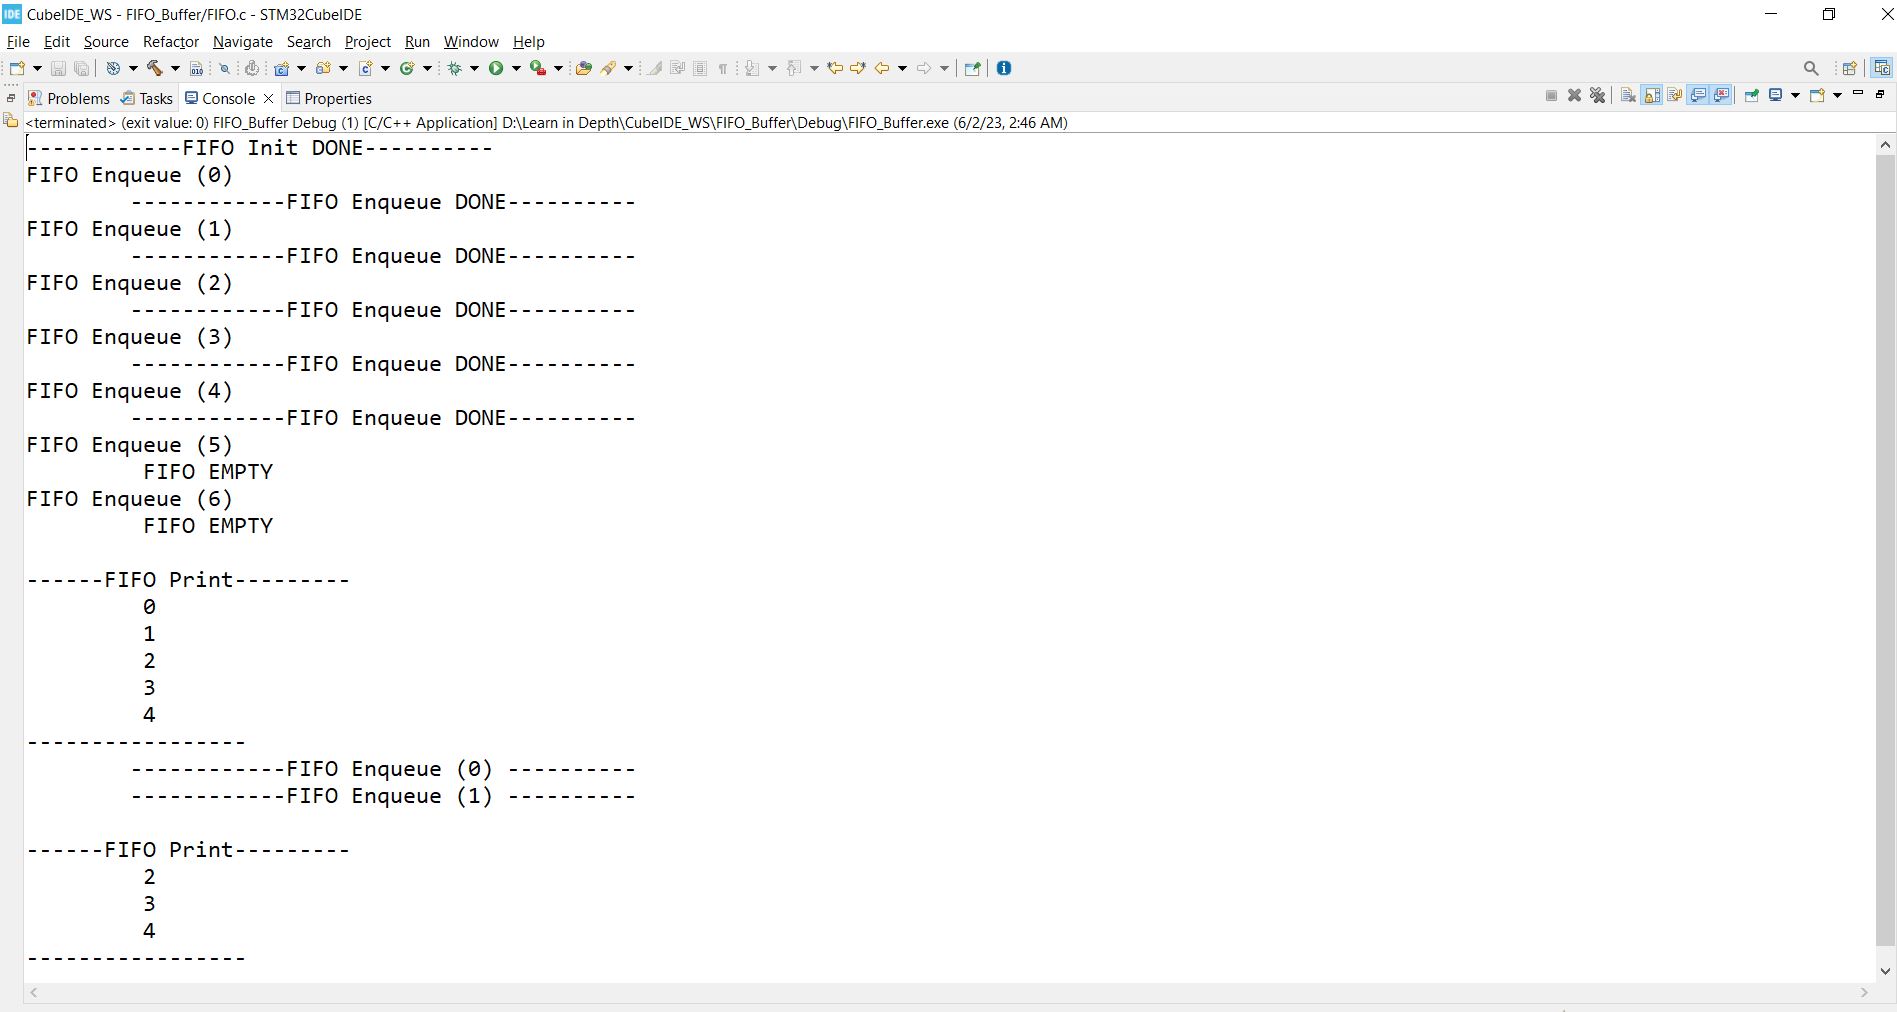 IDE CubeIDE_WS - FIFO_Buffer/FIFO.c - STM32CubeIDE
File Edit Source Refactor Navigate Search Project Run Window Help
Problems Tasks Console Properties
<terminated> (exit value: 0) FIFO_Buffer Debug (1) [C/C++ Application] D:\Learn in Depth\CubeIDE_WS\FIFO_Buffer\Debug\FIFO_Buffer.exe (6/2/23, 2:46 AM)
------------FIFO Init DONE----------
FIFO Enqueue (0)
------------FIFO Enqueue DONE----------
FIFO Enqueue (1)
------------FIFO Enqueue DONE----------
FIFO Enqueue (2)
------------FIFO Enqueue DONE----------
FIFO Enqueue (3)
------------FIFO Enqueue DONE----------
FIFO Enqueue (4)
------------FIFO Enqueue DONE----------
FIFO Enqueue (5)
FIFO EMPTY
FIFO Enqueue (6)
FIFO EMPTY
------FIFO Print---------
0
1
2
3
4
-----------------
------------FIFO Enqueue (0) ----------
------------FIFO Enqueue (1) ----------
------FIFO Print---------
2
3
4
-----------------